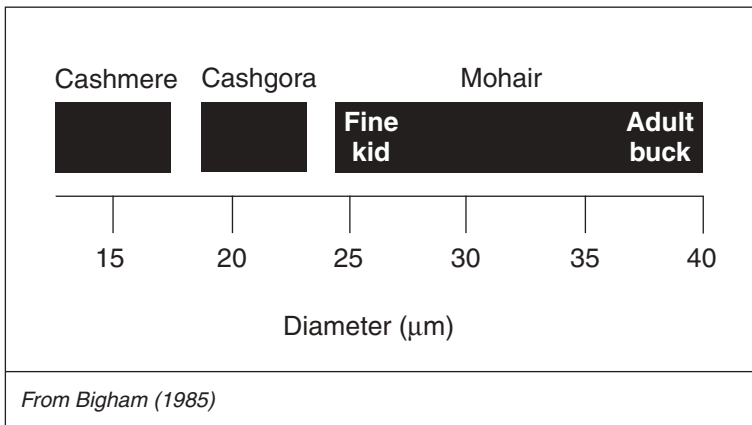 Cashmere Cashgora Mohair
Fine Adult
kid buck
15 20 25 30 35 40
Diameter (μm)
From Bigham (1985)